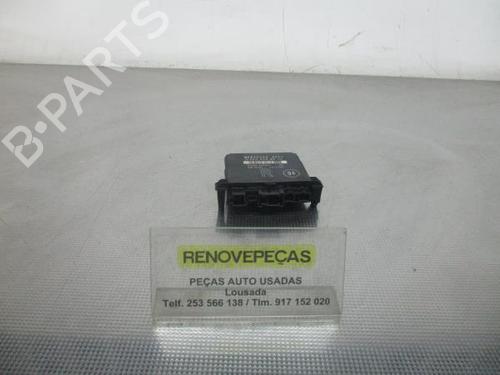 B-PARTS
RENOVEPEÇAS
PEÇAS AUTO USADAS
Lousada
Telf. 253 566 138 / Tlm. 917 152 020